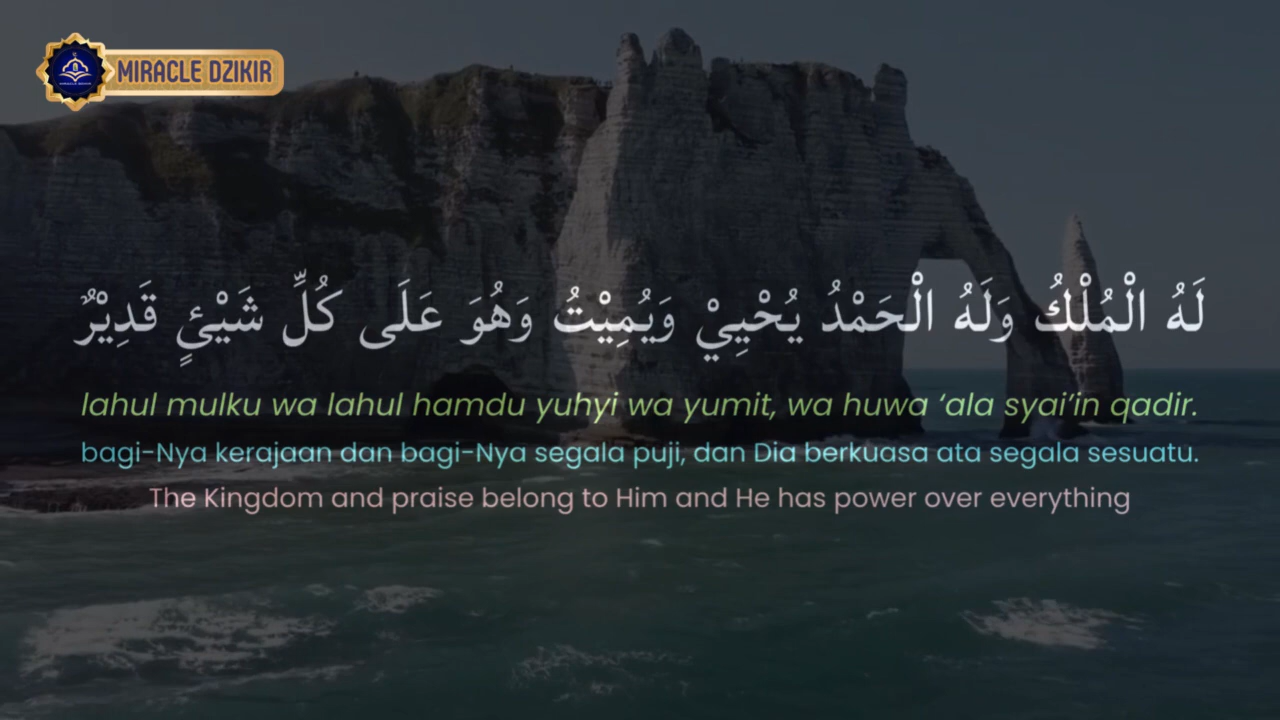 MIRACLE DZIKIR
لَهُ الْمُلْكُ وَلَهُ الْحَمْدُ يُحْيِيْ وَيُمِيْتُ وَهُوَ عَلَى كُلِّ شَيْئٍ قَدِيْرٌ
lahul mulku wa lahul hamdu yuhyi wa yumit, wa huwa ‘ala syai’in qadir.
bagi-Nya kerajaan dan bagi-Nya segala puji, dan Dia berkuasa ata segala sesuatu.
The Kingdom and praise belong to Him and He has power over everything